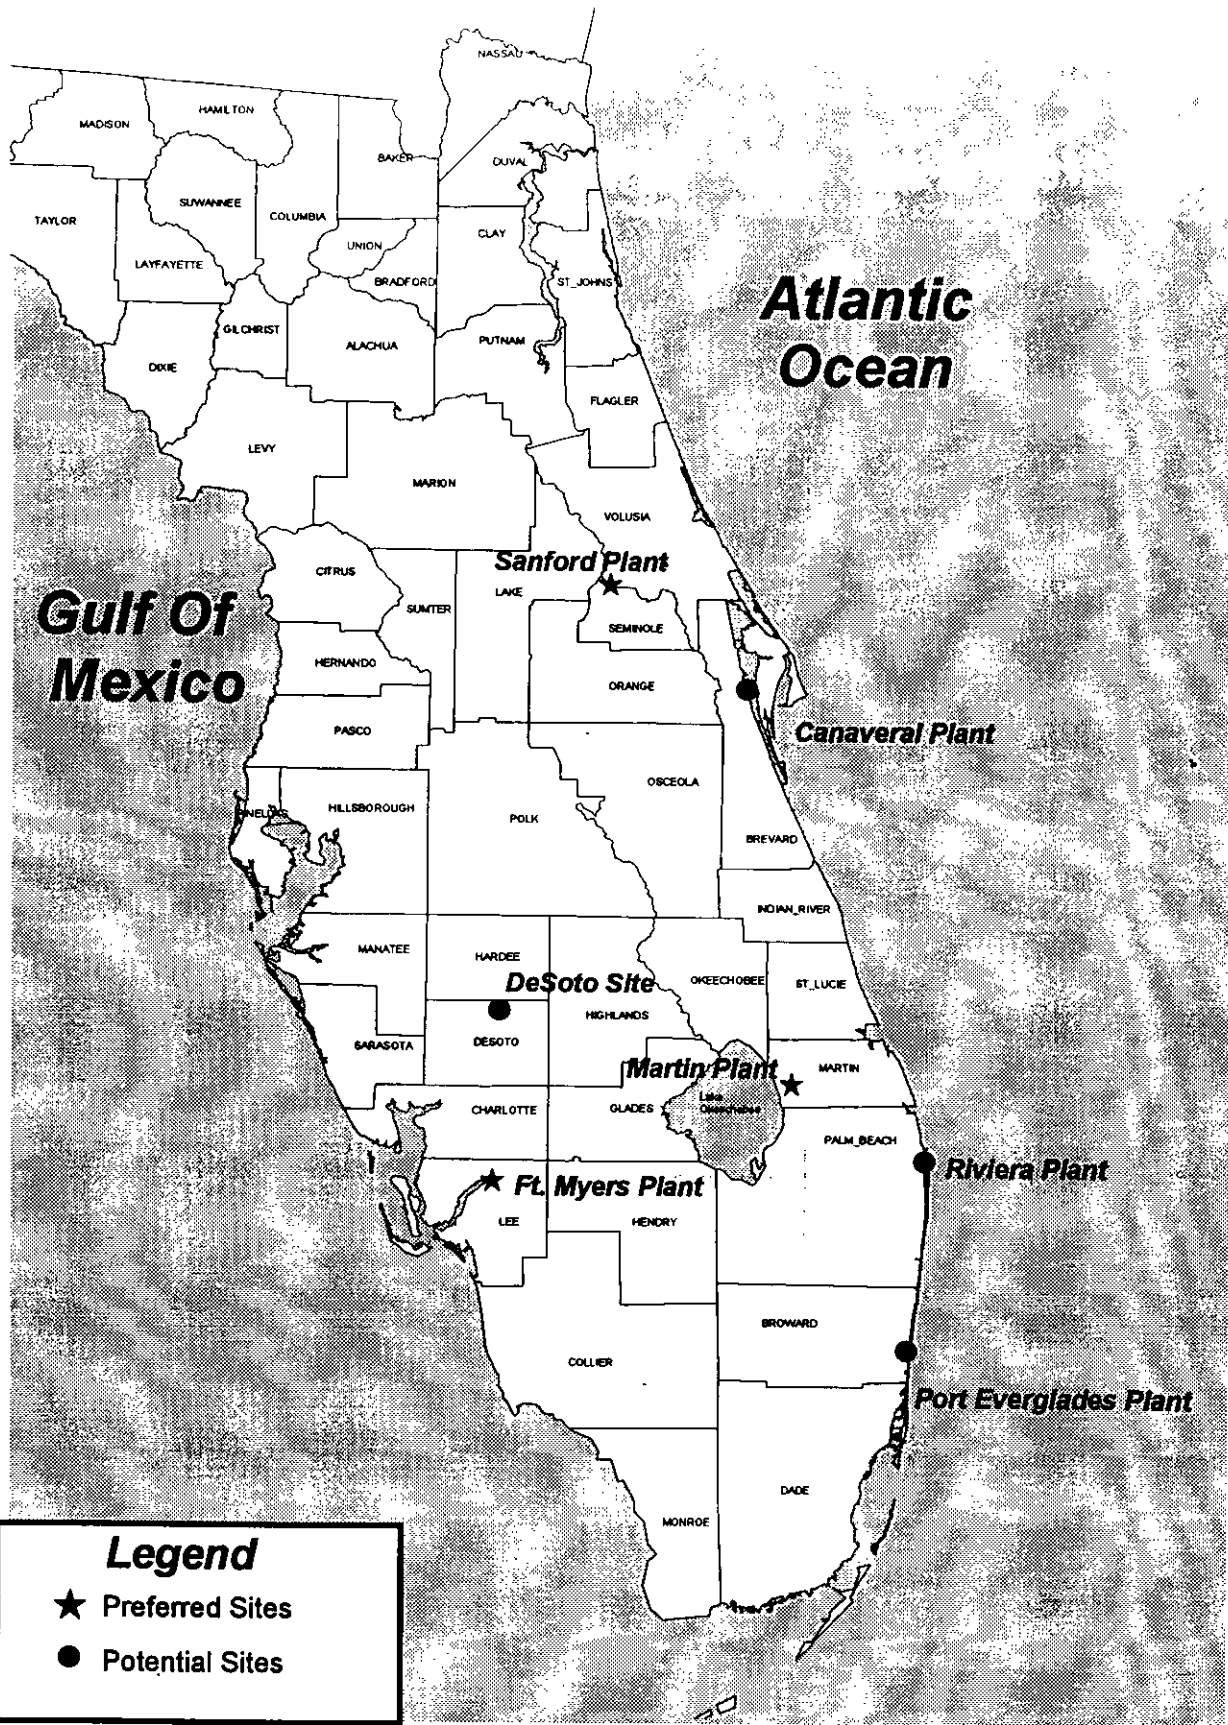 NASSAU
HAMILTON
MADISON
BAKER
DUVAL
SUWANNEE
COLUMBIA
TAYLOR
CLAY
UNION
LAYFAYETTE
BRADFORD
ST_JOHNS
Atlantic
Ocean
GILCHRIST
ALACHUA
PUTNAM
DIXIE
FLAGLER
LEVY
MARION
VOLUSIA
Sanford Plant
CITRUS
LAKE
SUMTER
Gulf Of
Mexico
SEMINOLE
HERNANDO
ORANGE
PASCO
Canaveral Plant
OSCEOLA
HILLSBOROUGH
POLK
BREVARD
INDIAN_RIVER
MANATEE
HARDEE
DeSoto Site
OKEECHOBEE
ST_LUCIE
HIGHLANDS
SARASOTA
DESOTO
Martin Plant
MARTIN
Lake
Okeechobee
CHARLOTTE
GLADES
PALM_BEACH
Riviera Plant
Ft. Myers Plant
LEE
HENDRY
BROWARD
COLLIER
Port Everglades Plant
DADE
MONROE
Legend
Preferred Sites
Potential Sites